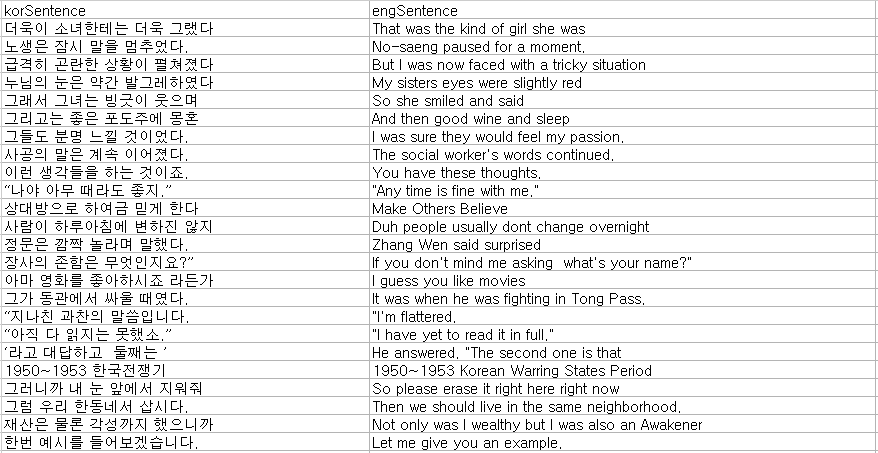 korSentence engSentence
더욱이 소녀한테는 더욱 그랬다 That was the kind of girl she was
노생은 잠시 말을 멈추었다. No-saeng paused for a moment.
급격히 곤란한 상황이 펼쳐졌다 But I was now faced with a tricky situation
누님의 눈은 약간 발그레하였다 My sisters eyes were slightly red
그래서 그녀는 빙긋이 웃으며 So she smiled and said
그리고는 좋은 포도주에 몽혼 And then good wine and sleep
그들도 분명 느낄 것이었다. I was sure they would feel my passion.
사공의 말은 계속 이어졌다. The social worker's words continued.
이런 생각들을 하는 것이죠. You have these thoughts.
“나야 아무 때라도 좋지.” "Any time is fine with me."
상대방으로 하여금 믿게 한다 Make Others Believe
사람이 하루아침에 변하진 않지 Duh people usually dont change overnight
정문은 깜짝 놀라며 말했다. Zhang Wen said surprised
장사의 존함은 무엇인지요?” If you don't mind me asking  what's your name?"
아마 영화를 좋아하시죠 라든가 I guess you like movies
그가 동관에서 싸울 때였다. It was when he was fighting in Tong Pass.
“지나친 과찬의 말씀입니다. "I'm flattered.
“아직 다 읽지는 못했소.” "I have yet to read it in full."
‘라고 대답하고  둘째는 ’ He answered. "The second one is that
1950~1953 한국전쟁기 1950~1953 Korean Warring States Period
그러니까 내 눈 앞에서 지워줘 So please erase it right here right now
그럼 우리 한동네서 삽시다. Then we should live in the same neighborhood.
재산은 물론 각성까지 했으니까 Not only was I wealthy but I was also an Awakener
한번 예시를 들어보겠습니다. Let me give you an example.